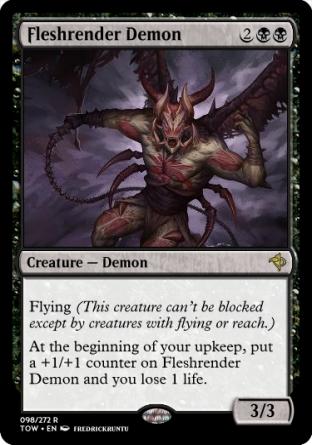 Fleshrender Demon 2
Creature — Demon
Flying (This creature can't be blocked
except by creatures with flying or reach.)
At the beginning of your upkeep, put
a +1/+1 counter on Fleshrender
Demon and you lose 1 life.
098/272 R
TOW • EN FREDRICKRUNTU
3/3